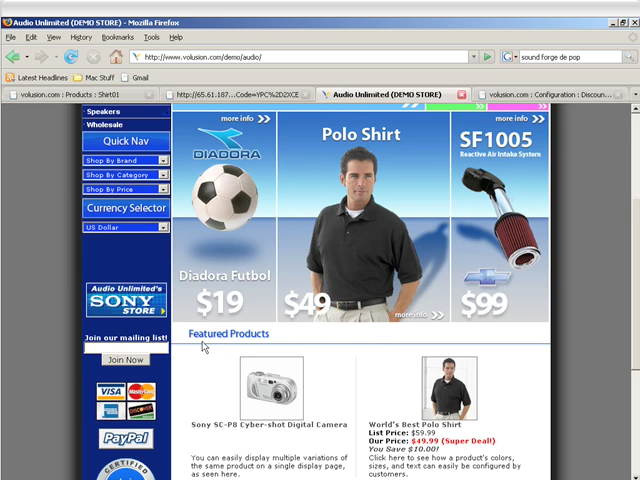 Audio Unlimited (DEMO STORE) - Mozilla Firefox
File Edit View History Bookmarks Tools Help
http://www.volusion.com/demo/audio/
sound forge de pop
Latest Headlines Mac Stuff Gmail
volusion.com : Products : Shirt01
http://65.61.187...Code=YPC%2D2XCE
Audio Unlimited (DEMO STORE)
volusion.com : Configuration : Discoun...
Speakers
Wholesale
Quick Nav
Shop By Brand
Shop By Category
Shop By Price
Currency Selector
US Dollar
Audio Unlimited's
SONY
STORE
Join our mailing list!
Join Now
VISA MasterCard
DISCOVER
PayPal
CERTIFIED
more info
DIADORA
Diadora Futbol
$19
Polo Shirt
$49
more info
more info
SF1005
Reactive Air Intake System
$99
Featured Products
Sony SC-P8 Cyber-shot Digital Camera
You can easily display multiple variations of
the same product on a single display page,
as seen here.
World's Best Polo Shirt
List Price: $59.99
Our Price: $49.99 (Super Deal!)
You Save $10.00!
Click here to see how a product's colors,
sizes, and text can easily be configured by
customers.